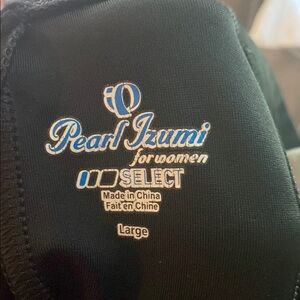 Pearl Izumi
for women
SELECT
Made in China
Fait en Chine
Large